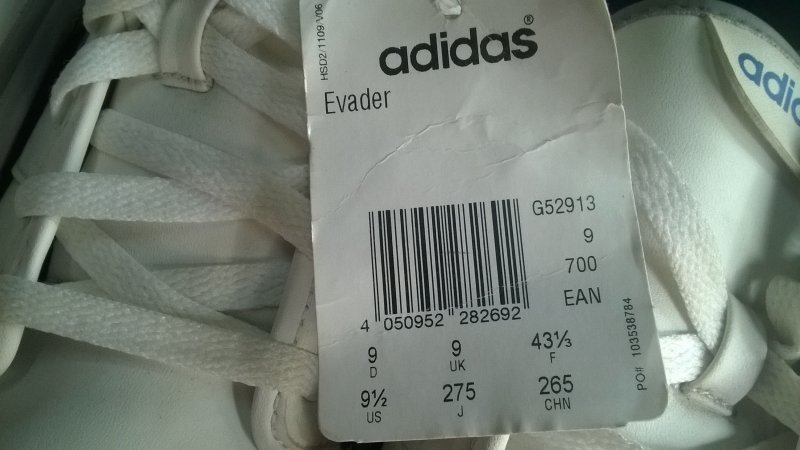 adidas®
HSD2/1109 V06
Evader
G52913
9
700
EAN
4 050952 282692
9 9 43⅓
D UK F
9½ 275 265
US J CHN
PO# 103538784
adidas